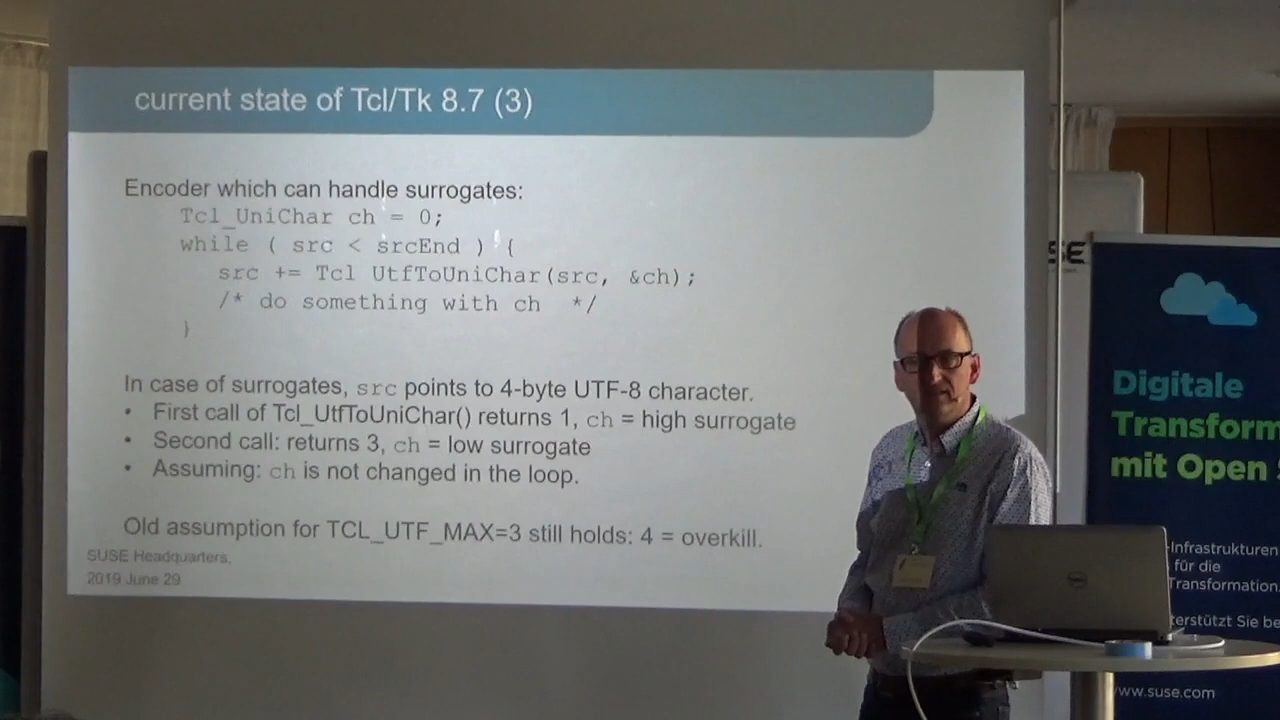 current state of Tcl/Tk 8.7 (3)
Encoder which can handle surrogates:
Tcl_UniChar ch = 0;
while ( src < srcEnd ) {
src += Tcl UtfToUniChar(src, &ch);
/* do something with ch */
}
In case of surrogates, src points to 4-byte UTF-8 character.
• First call of Tcl_UtfToUniChar() returns 1, ch = high surrogate
• Second call: returns 3, ch = low surrogate
• Assuming: ch is not changed in the loop.
Old assumption for TCL_UTF_MAX=3 still holds: 4 = overkill.
SUSE Headquarters,
2019 June 29
SE
Digitale
Transform
mit Open S
-Infrastrukturen
für die
Transformation
terstützt Sie be
www.suse.com
DELL